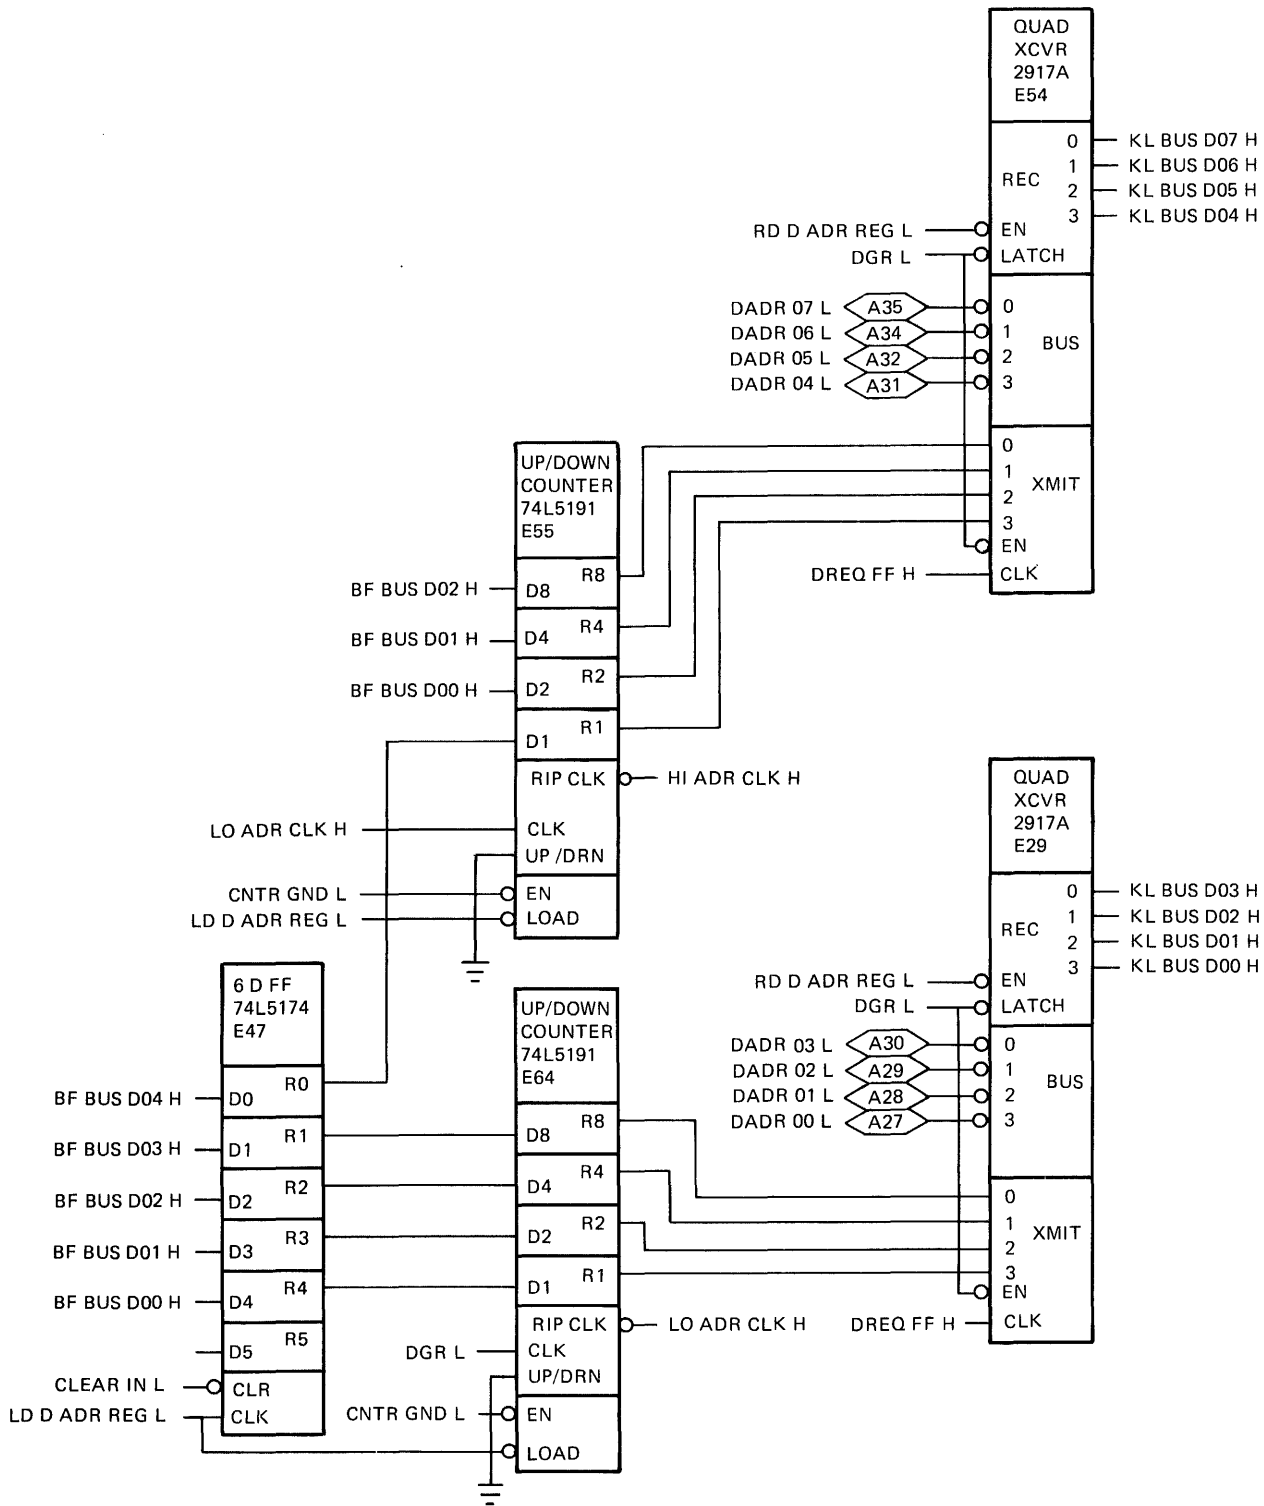 QUAD
XCVR
2917A
E54
REC
0 KL BUS D07 H
1 KL BUS D06 H
2 KL BUS D05 H
3 KL BUS D04 H
RD D ADR REG L EN
DGR L LATCH
DADR 07 L A35 0
DADR 06 L A34 1
BUS
DADR 05 L A32 2
DADR 04 L A31 3
0
1
XMIT
2
3
EN
DREQ FF H CLK
UP/DOWN
COUNTER
74L5191
E55
R8
BF BUS D02 H D8
R4
BF BUS D01 H D4
R2
BF BUS D00 H D2
R1
D1
RIP CLK HI ADR CLK H
LO ADR CLK H CLK
UP /DRN
CNTR GND L EN
LD D ADR REG L LOAD
QUAD
XCVR
2917A
E29
REC
0 KL BUS D03 H
1 KL BUS D02 H
2 KL BUS D01 H
3 KL BUS D00 H
RD D ADR REG L EN
DGR L LATCH
DADR 03 L A30 0
DADR 02 L A29 1
BUS
DADR 01 L A28 2
DADR 00 L A27 3
0
1
XMIT
2
3
EN
DREQ FF H CLK
6 D FF
74L5174
E47
R0
BF BUS D04 H D0
R1
BF BUS D03 H D1
R2
BF BUS D02 H D2
R3
BF BUS D01 H D3
R4
BF BUS D00 H D4
R5
D5
CLEAR IN L CLR
LD D ADR REG L CLK
UP/DOWN
COUNTER
74L5191
E64
R8
D8
R4
D4
R2
D2
R1
D1
RIP CLK LO ADR CLK H
DGR L CLK
UP/DRN
CNTR GND L EN
LOAD